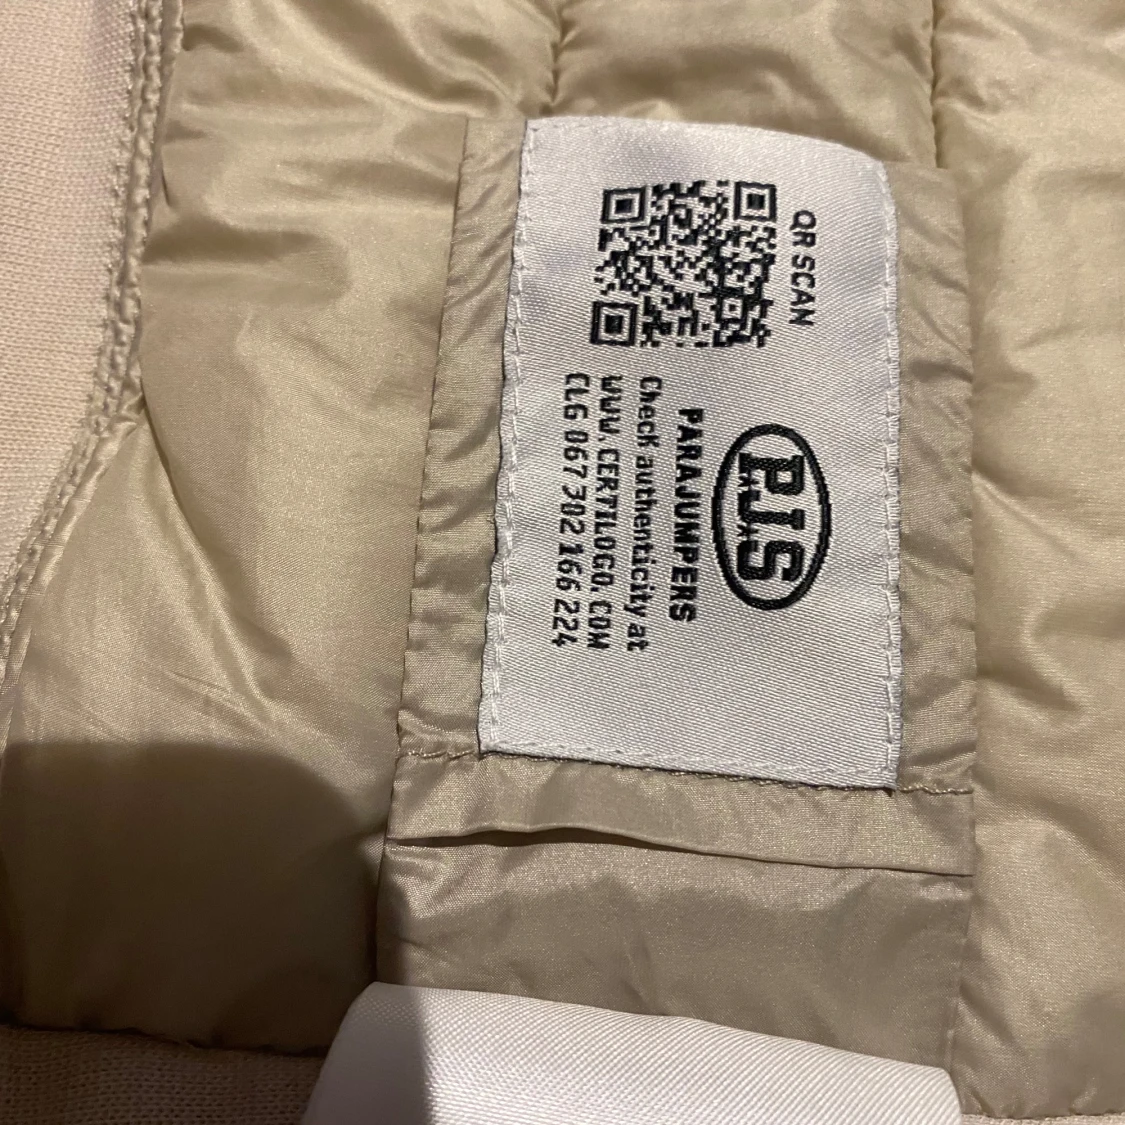 QR SCAN
PJS
PARAJUMPERS
Check authenticity at
WWW.CERTILOGO.COM
CLG 067 302 166 224